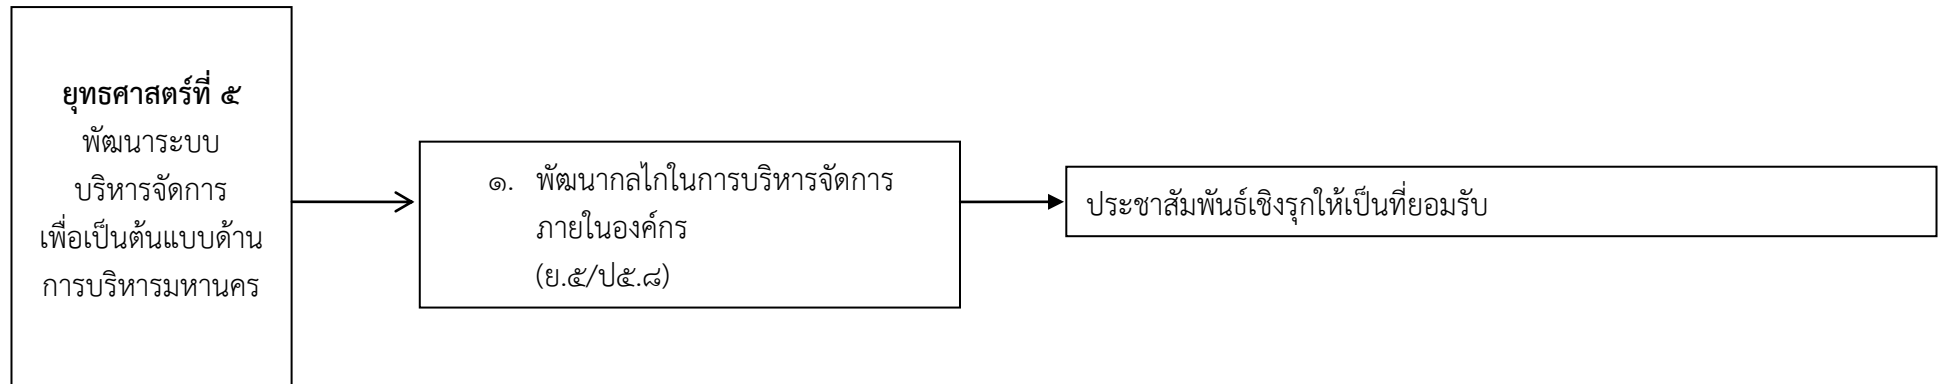 ยุทธศาสตร์ที่ ๕
พัฒนาระบบ
บริหารจัดการ
เพื่อเป็นต้นแบบด้าน
การบริหารมหานคร
๑. พัฒนากลไกในการบริหารจัดการ
ภายในองค์กร
(ย.๕/ป๕.๘)
ประชาสัมพันธ์เชิงรุกให้เป็นที่ยอมรับ